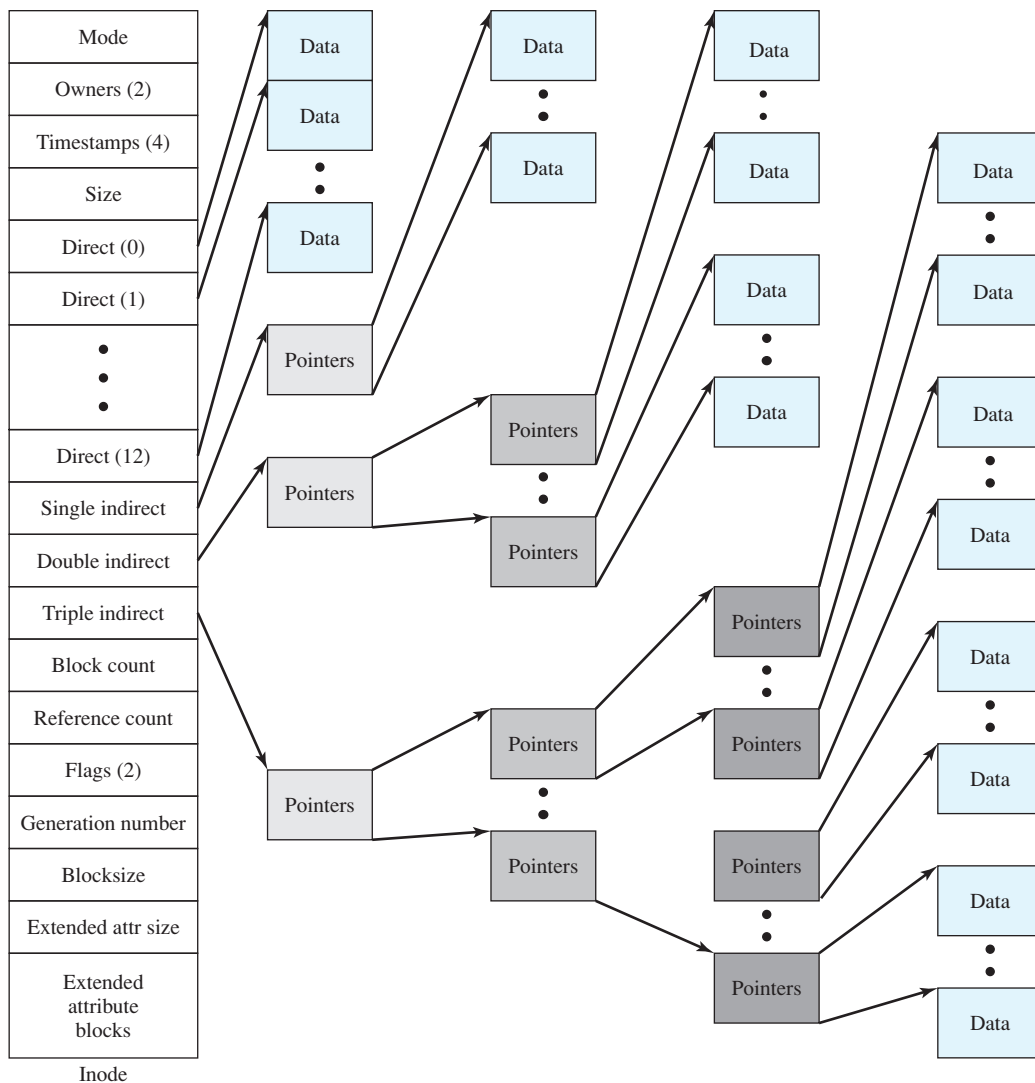 Mode
Owners (2)
Timestamps (4)
Size
Direct (0)
Direct (1)
Direct (12)
Single indirect
Double indirect
Triple indirect
Block count
Reference count
Flags (2)
Generation number
Blocksize
Extended attr size
Extended
attribute
blocks
Inode
Data
Data
Data
Pointers
Pointers
Pointers
Data
Data
Pointers
Pointers
Pointers
Pointers
Data
Data
Data
Data
Pointers
Pointers
Pointers
Pointers
Data
Data
Data
Data
Data
Data
Data
Data